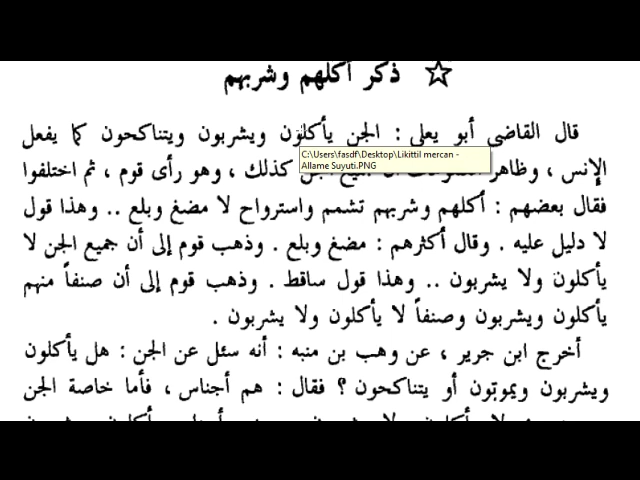 ☆ ذكر أكلهم وشربهم
قال القاضى أبو يعلى : الجن يأكلون ويشربون ويتناكحون كما يفعل
C:\Users\fasdf\Desktop\Likittil mercan -
Allame Suyuti.PNG
الإنس ، وظاهر الجن كذلك ، وهو رأى قوم ، ثم اختلفوا
فقال بعضهم : أكلهم وشربهم تشمم واسترواح لا مضغ وبلع .. وهذا قول
لا دليل عليه . وقال أكثرهم : مضغ وبلع . وذهب قوم إلى أن جميع الجن لا
يأكلون ولا يشربون .. وهذا قول ساقط . وذهب قوم إلى أن صنفاً منهم
يأكلون ويشربون وصنفاً لا يأكلون ولا يشربون .
أخرج ابن جرير ، عن وهب بن منبه : أنه سئل عن الجن : هل يأكلون
ويشربون ويموتون أو يتناكحون ؟ فقال : هم أجناس ، فأما خاصة الجن